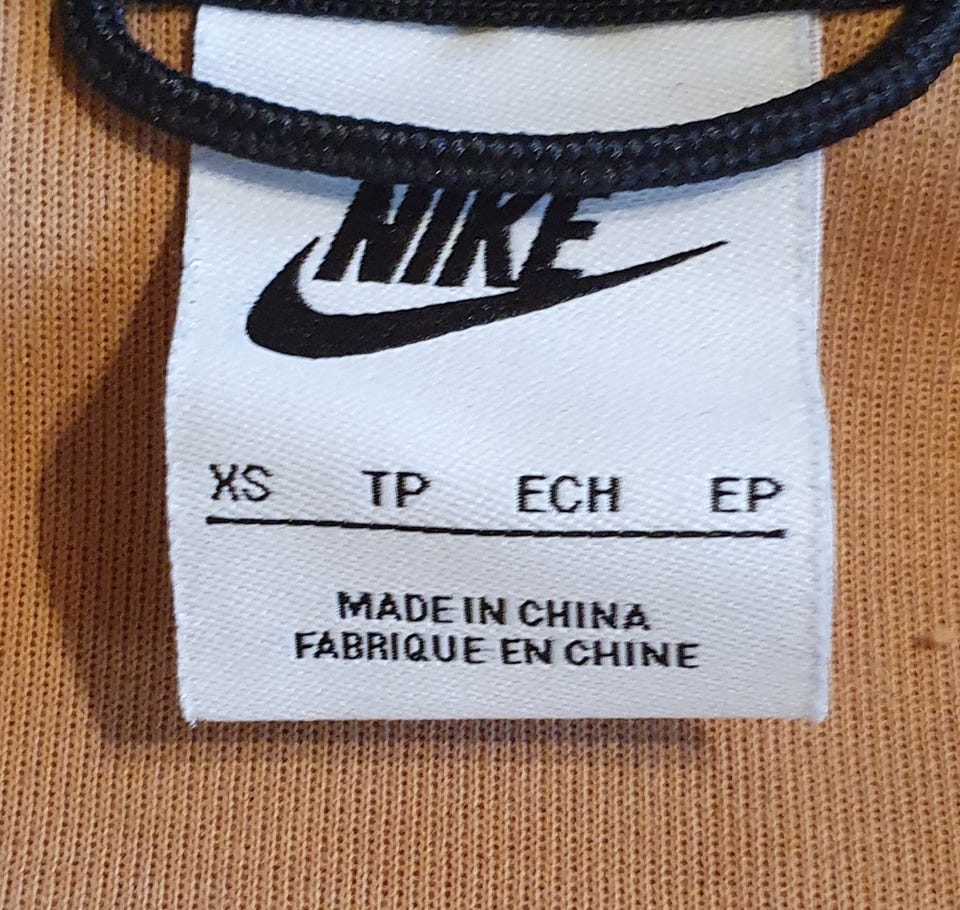 NIKE
XS TP ECH EP
MADE IN CHINA
FABRIQUE EN CHINE